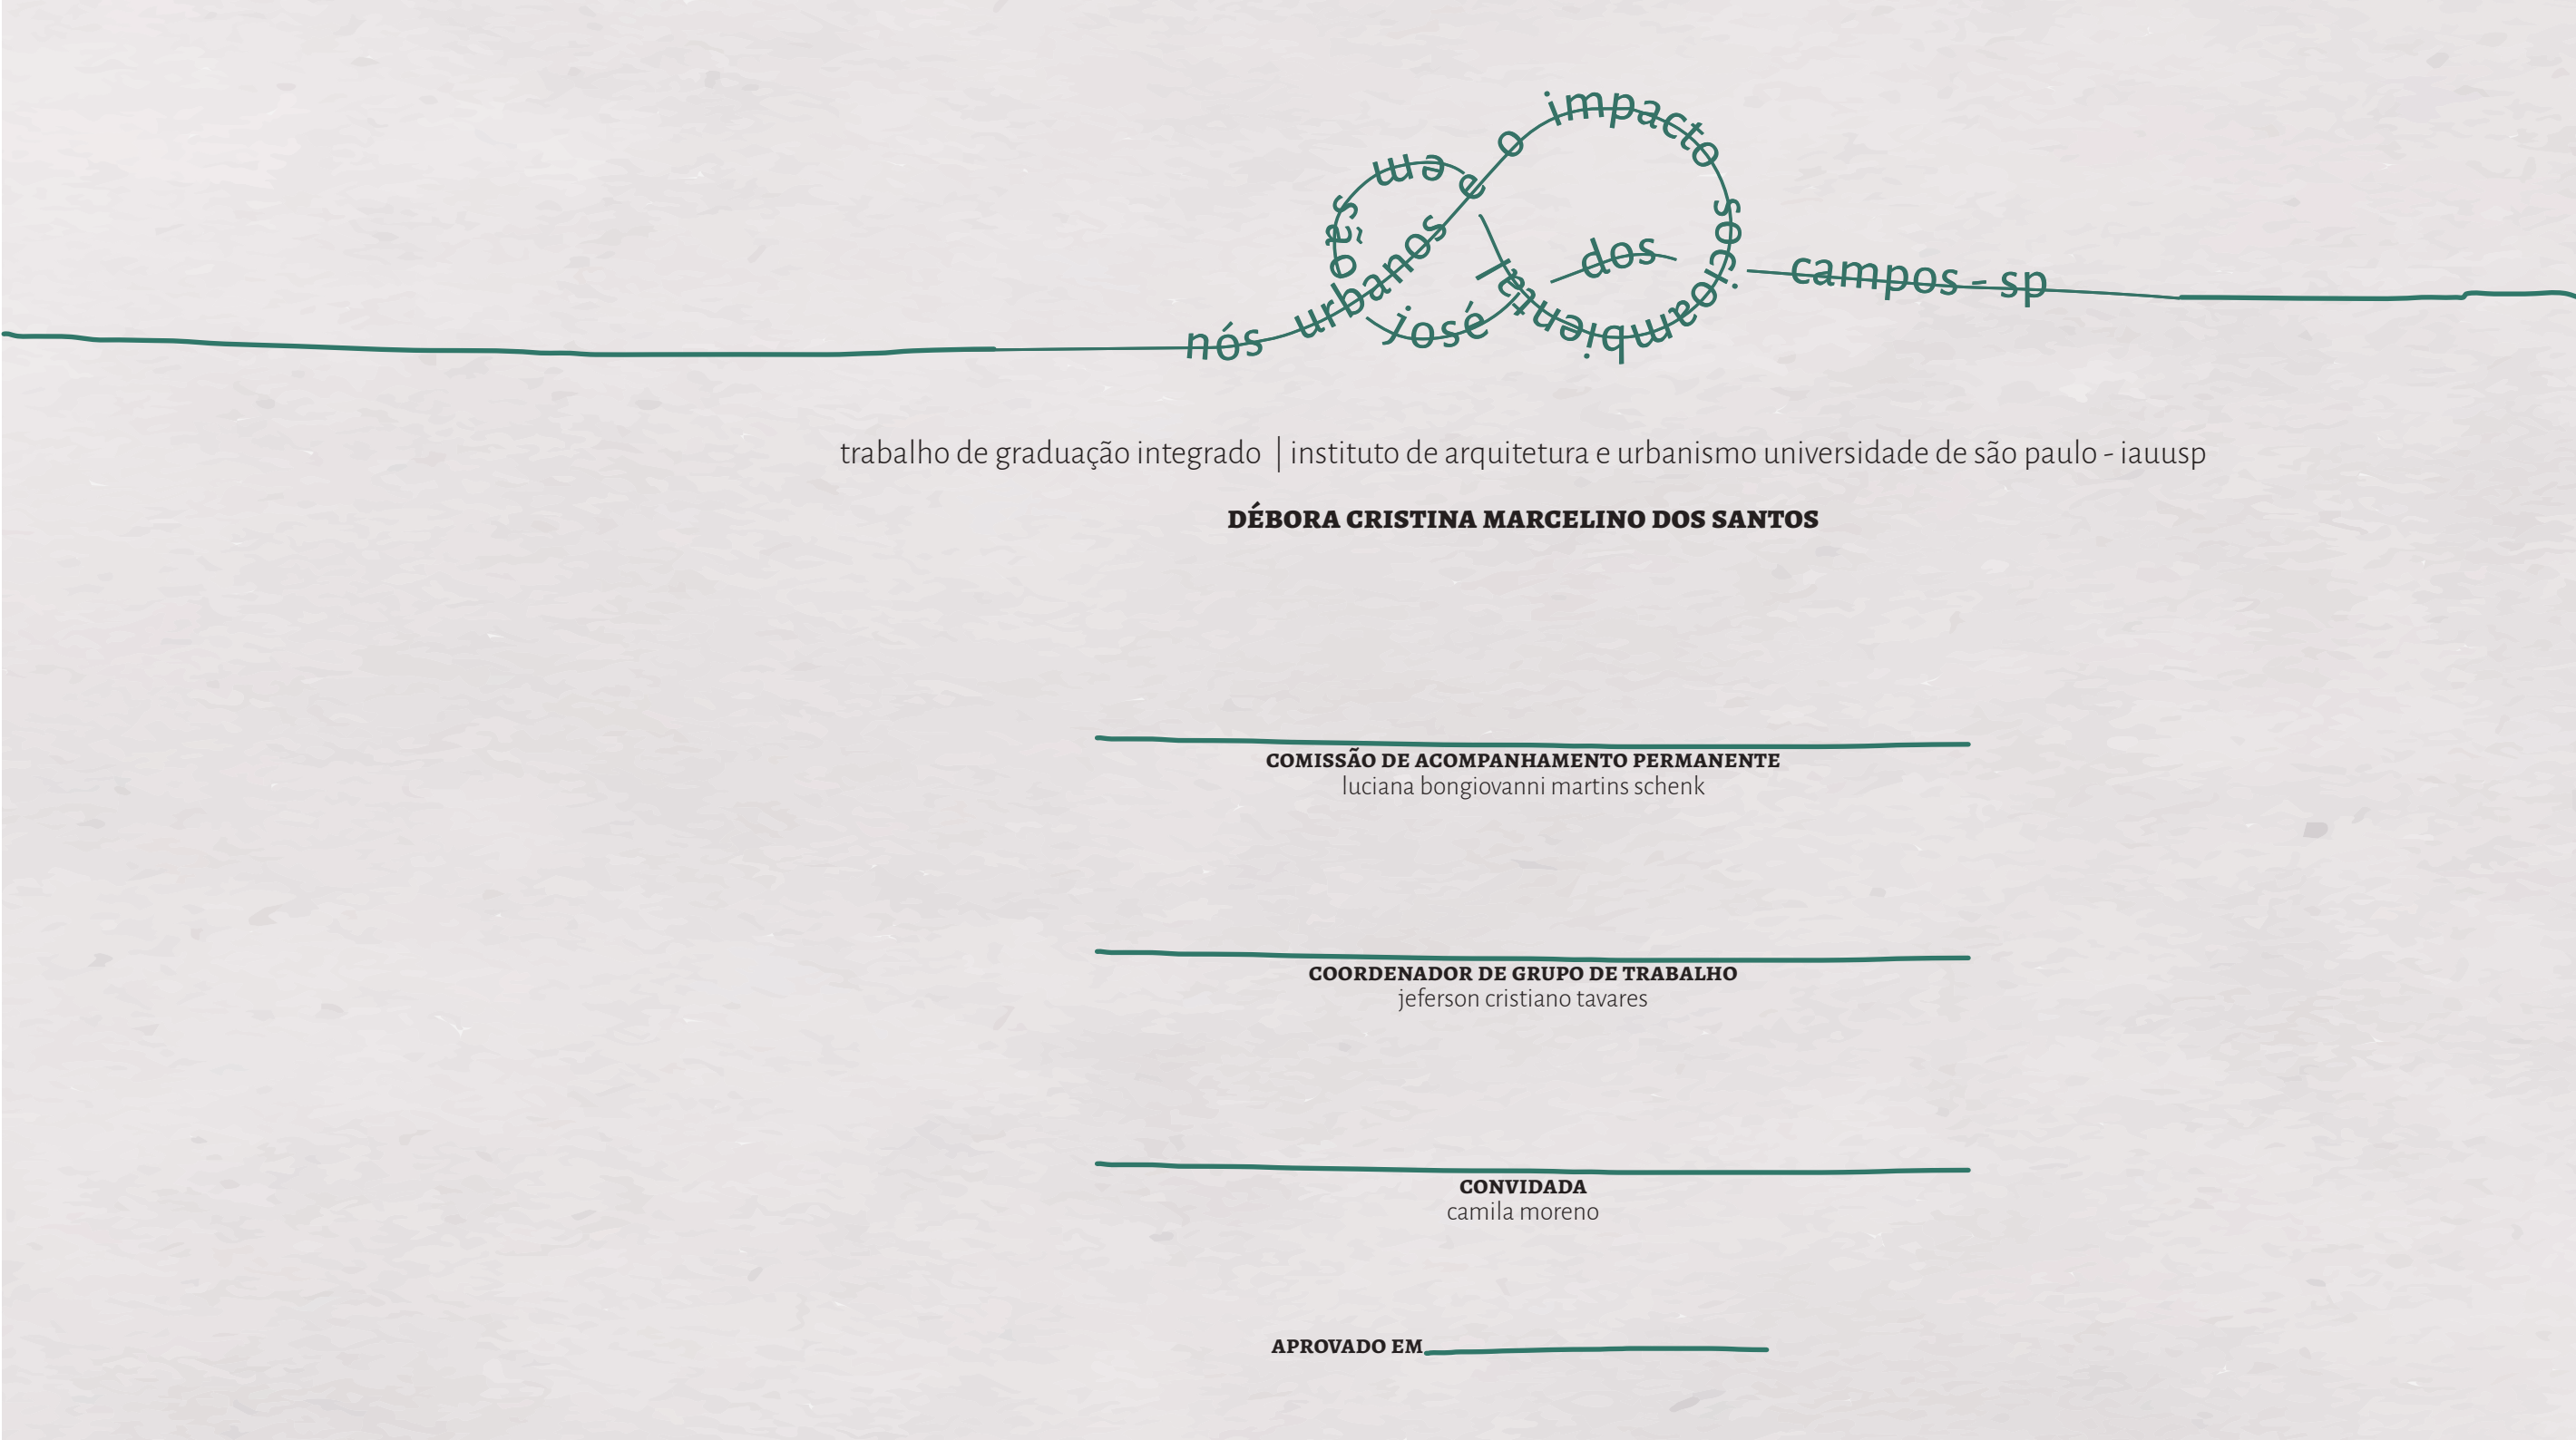 nós urbanos e o impacto socioambiental em são josé dos campos - sp
trabalho de graduação integrado | instituto de arquitetura e urbanismo universidade de são paulo - iauusp
DÉBORA CRISTINA MARCELINO DOS SANTOS
COMISSÃO DE ACOMPANHAMENTO PERMANENTE
luciana bongiovanni martins schenk
COORDENADOR DE GRUPO DE TRABALHO
jeferson cristiano tavares
CONVIDADA
camila moreno
APROVADO EM